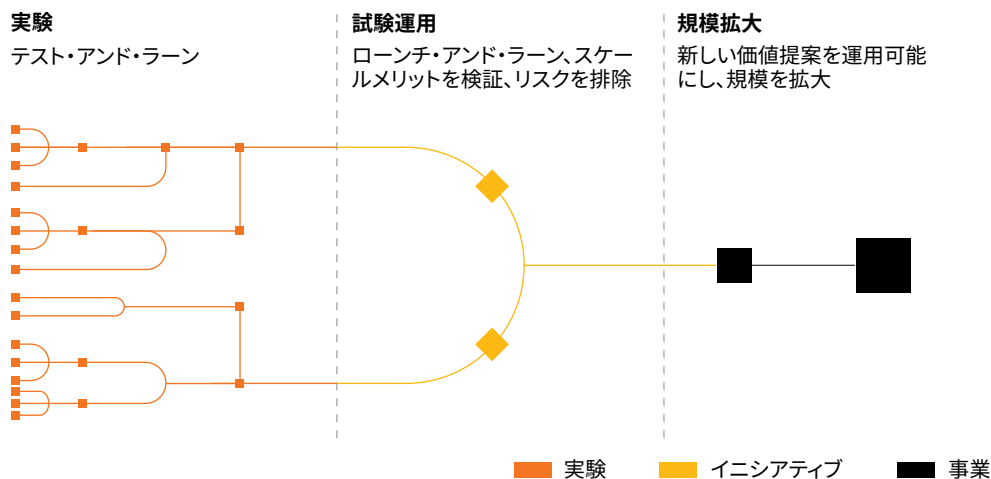 実験
テスト・アンド・ラーン
試験運用
ローンチ・アンド・ラーン、スケー
ルメリットを検証、リスクを排除
規模拡大
新しい価値提案を運用可能
にし、規模を拡大
実験
イニシアティブ
事業